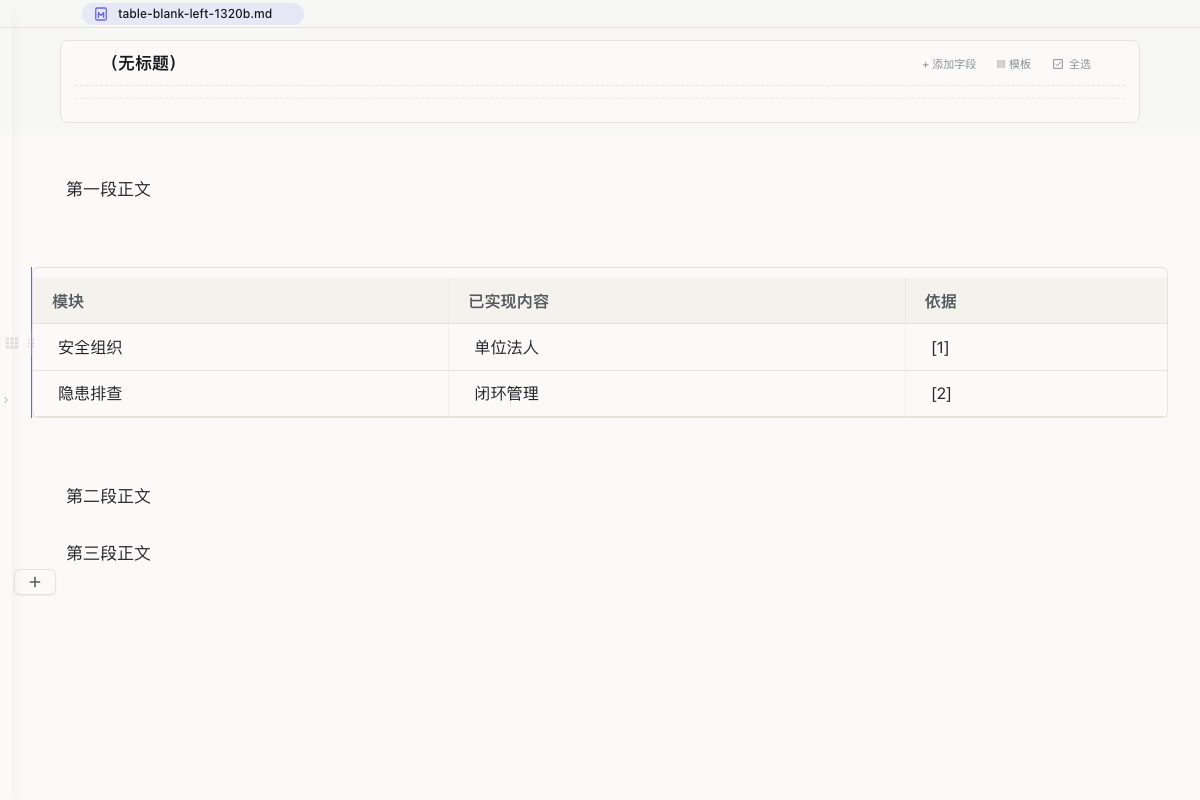 table-blank-left-1320b.md
(无标题)
+ 添加字段 模板 全选
第一段正文
模块 已实现内容 依据
安全组织 单位法人 [1]
隐患排查 闭环管理 [2]
第二段正文
第三段正文
+